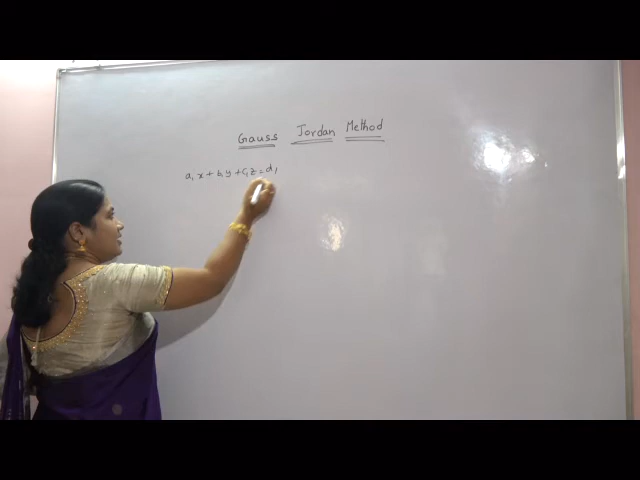 Gauss Jordan Method
a₁x + b₁y + c₁z = d₁